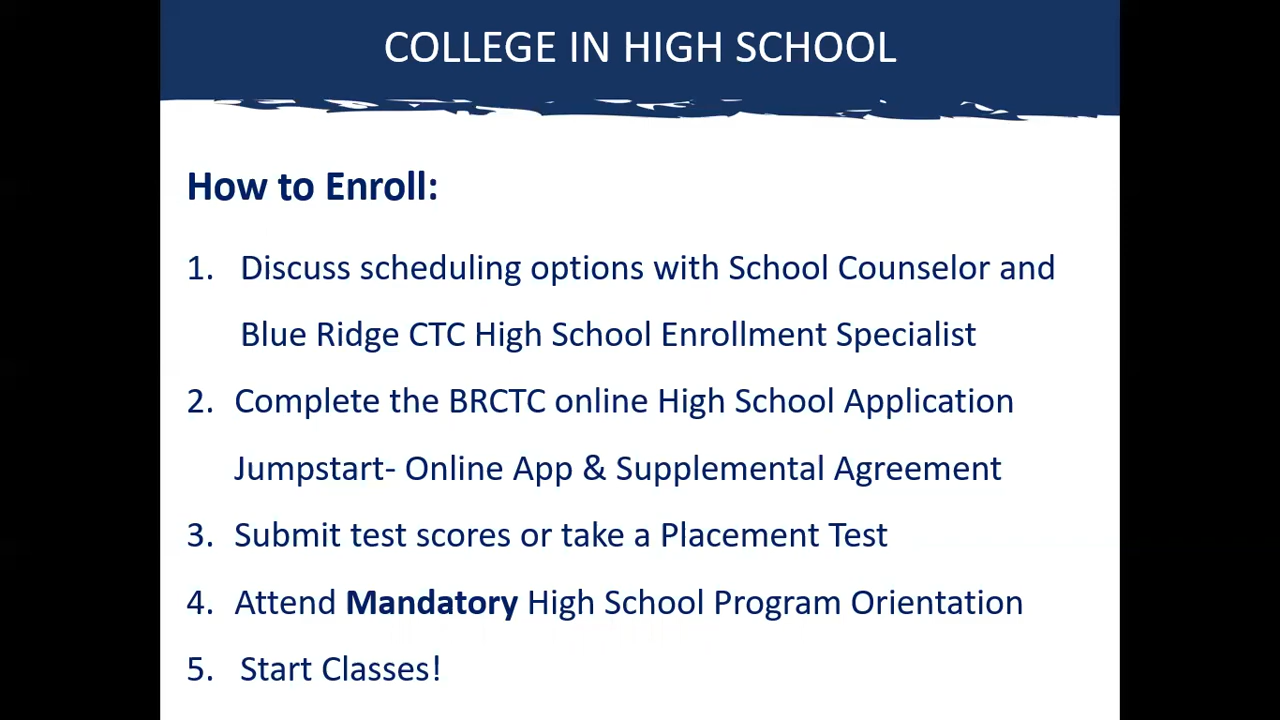 COLLEGE IN HIGH SCHOOL
How to Enroll:
1. Discuss scheduling options with School Counselor and
Blue Ridge CTC High School Enrollment Specialist
2. Complete the BRCTC online High School Application
Jumpstart- Online App & Supplemental Agreement
3. Submit test scores or take a Placement Test
4. Attend Mandatory High School Program Orientation
5. Start Classes!